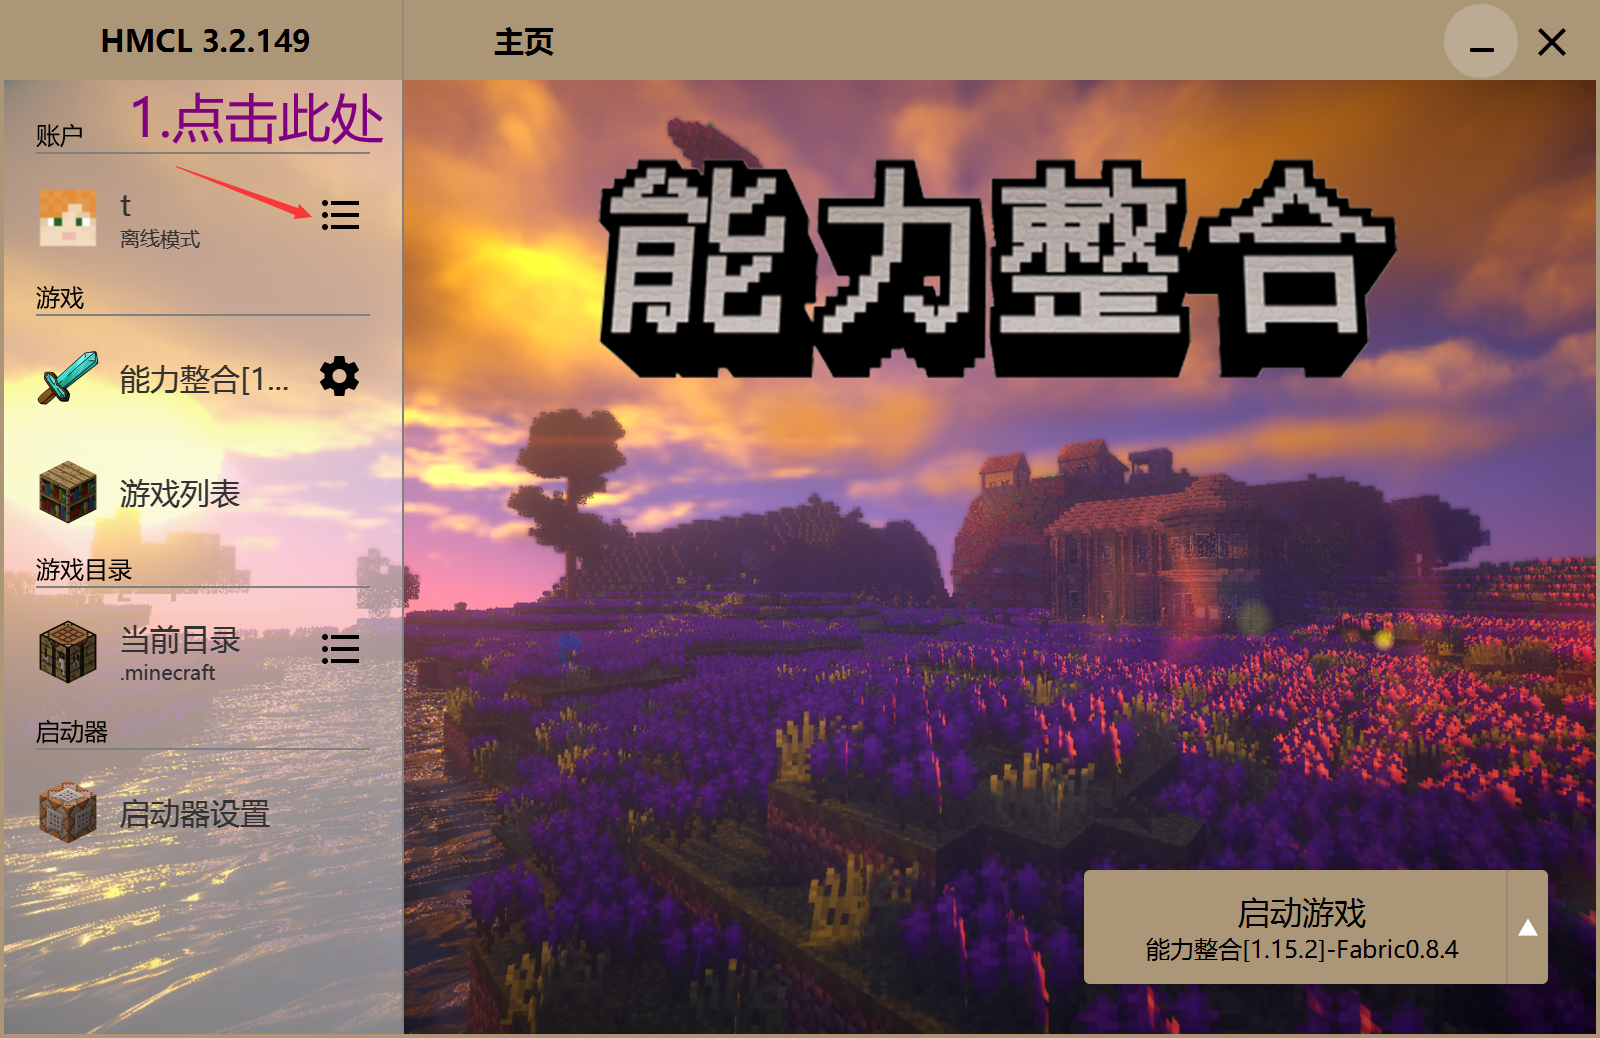 HMCL 3.2.149
主页
1.点击此处
账户
t
离线模式
游戏
能力整合[1...
游戏列表
游戏目录
当前目录
.minecraft
启动器
启动器设置
能力整合
启动游戏
能力整合[1.15.2]-Fabric0.8.4